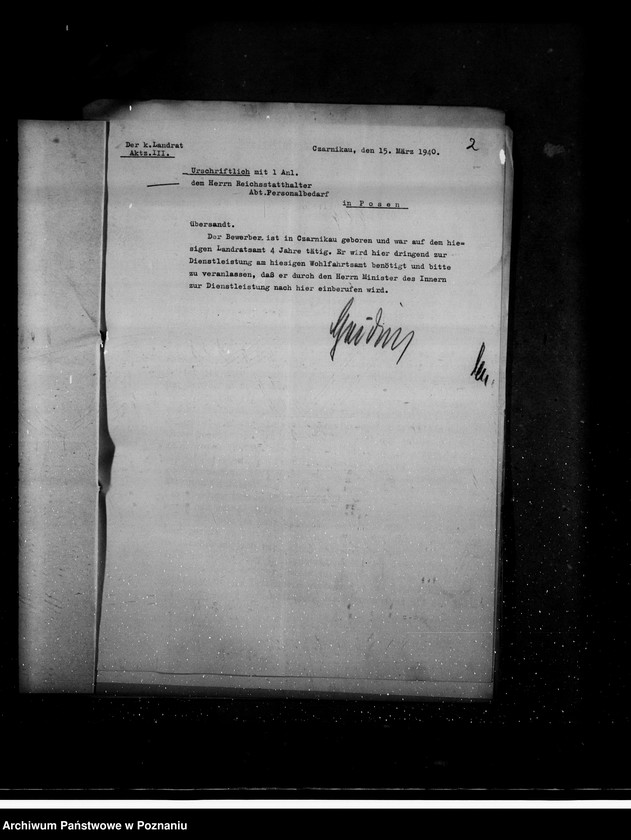 Der k.Landrat
Aktz.III.
Czarnikau, den 15. März 1940.
2
Urschriftlich mit 1 Anl.
dem Herrn Reichsstatthalter
Abt.Personalbedarf
in Posen
übersandt.
Der Bewerber ist in Czarnikau geboren und war auf dem hie=
sigen Landratsamt 4 Jahre tätig. Er wird hier dringend zur
Dienstleistung am hiesigen Wohlfahrtsamt benötigt und bitte
zu veranlassen, daß er durch den Herrn Minister des Innern
zur Dienstleistung nach hier einberufen wird.
Archiwum Państwowe w Poznaniu